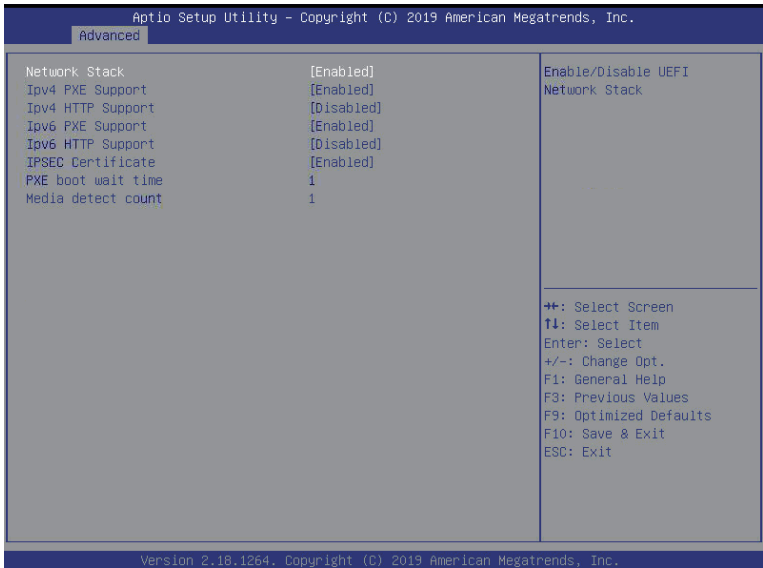 Aptio Setup Utility – Copyright (C) 2019 American Megatrends, Inc.
Advanced
Network Stack [Enabled]
Ipv4 PXE Support [Enabled]
Ipv4 HTTP Support [Disabled]
Ipv6 PXE Support [Enabled]
Ipv6 HTTP Support [Disabled]
IPSEC Certificate [Enabled]
PXE boot wait time 1
Media detect count 1
Enable/Disable UEFI
Network Stack
→←: Select Screen
↑↓: Select Item
Enter: Select
+/-: Change Opt.
F1: General Help
F3: Previous Values
F9: Optimized Defaults
F10: Save & Exit
ESC: Exit
Version 2.18.1264. Copyright (C) 2019 American Megatrends, Inc.